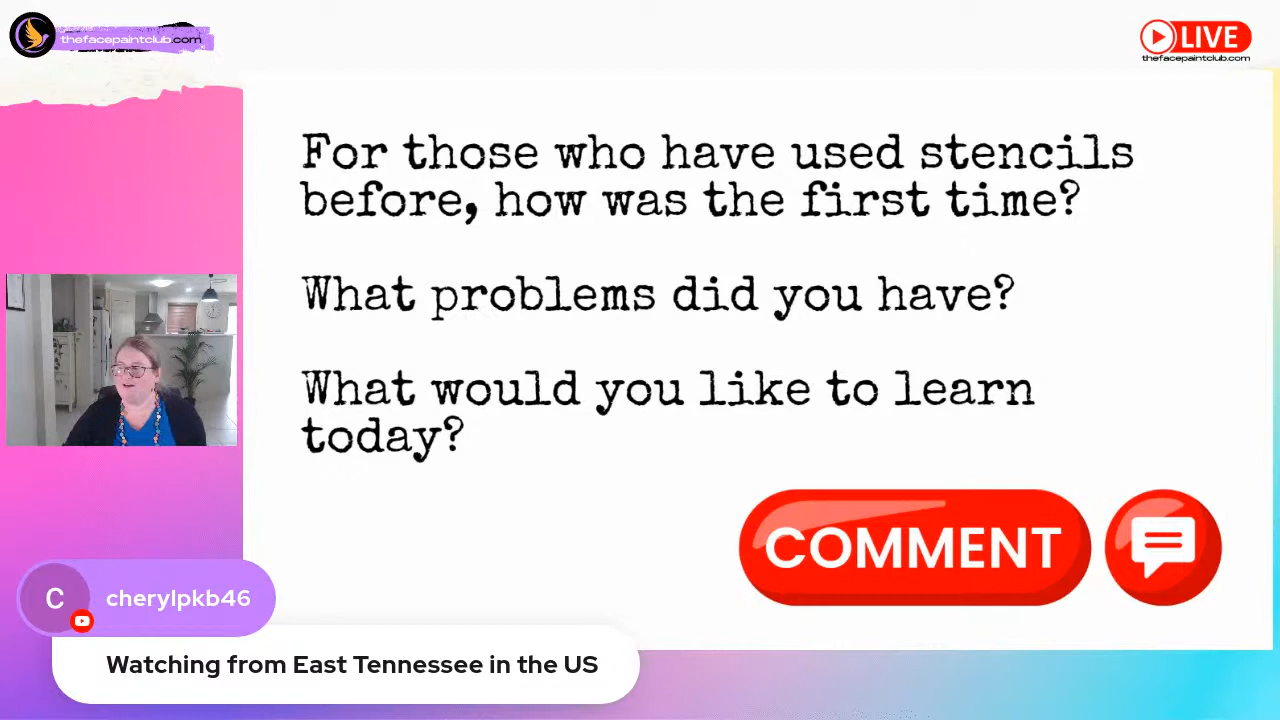 thefacepaintclub.com
LIVE
thefacepaintclub.com
For those who have used stencils
before, how was the first time?
What problems did you have?
What would you like to learn
today?
COMMENT
C
cherylpkb46
Watching from East Tennessee in the US